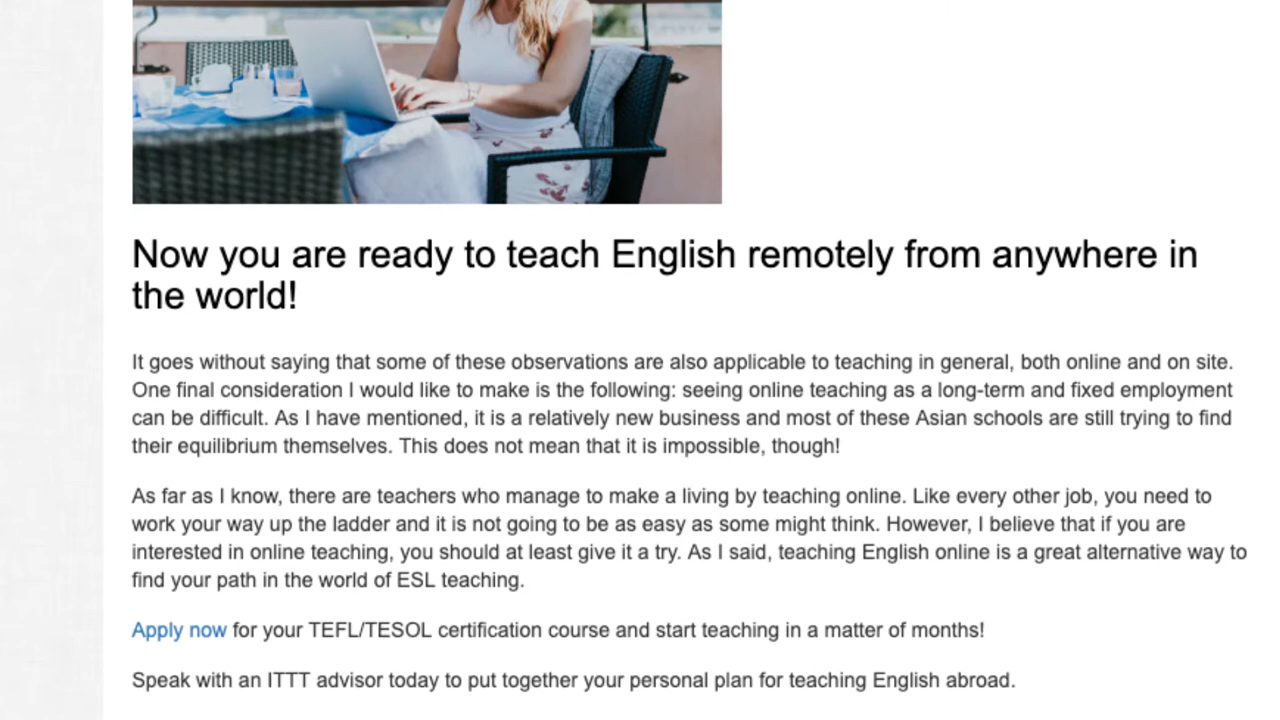 Now you are ready to teach English remotely from anywhere in
the world!
It goes without saying that some of these observations are also applicable to teaching in general, both online and on site.
One final consideration I would like to make is the following: seeing online teaching as a long-term and fixed employment
can be difficult. As I have mentioned, it is a relatively new business and most of these Asian schools are still trying to find
their equilibrium themselves. This does not mean that it is impossible, though!
As far as I know, there are teachers who manage to make a living by teaching online. Like every other job, you need to
work your way up the ladder and it is not going to be as easy as some might think. However, I believe that if you are
interested in online teaching, you should at least give it a try. As I said, teaching English online is a great alternative way to
find your path in the world of ESL teaching.
Apply now for your TEFL/TESOL certification course and start teaching in a matter of months!
Speak with an ITTT advisor today to put together your personal plan for teaching English abroad.